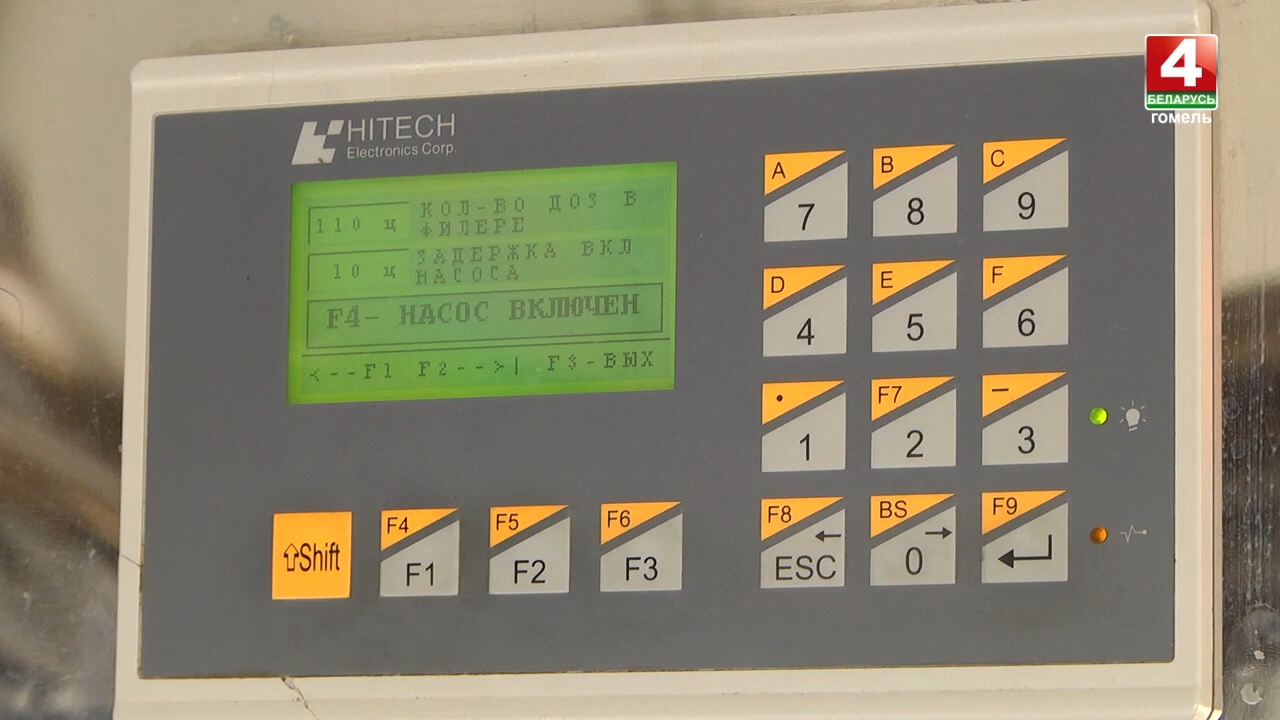 4
БЕЛАРУСЬ
гомель
HITECH
Electronics Corp.
110 ц КОЛ-ВО ДОЗ В
ФИЛЕРЕ
10 ц ЗАДЕРЖКА ВКЛ
НАСОСА
F4- НАСОС ВКЛЮЧЕН
<--F1 F2-->| F3-ВЫХ
A 7
B 8
C 9
D 4
E 5
F 6
• 1
F7 2
− 3
⇧Shift
F4 F1
F5 F2
F6 F3
F8 ← ESC
BS → 0
F9 ↵